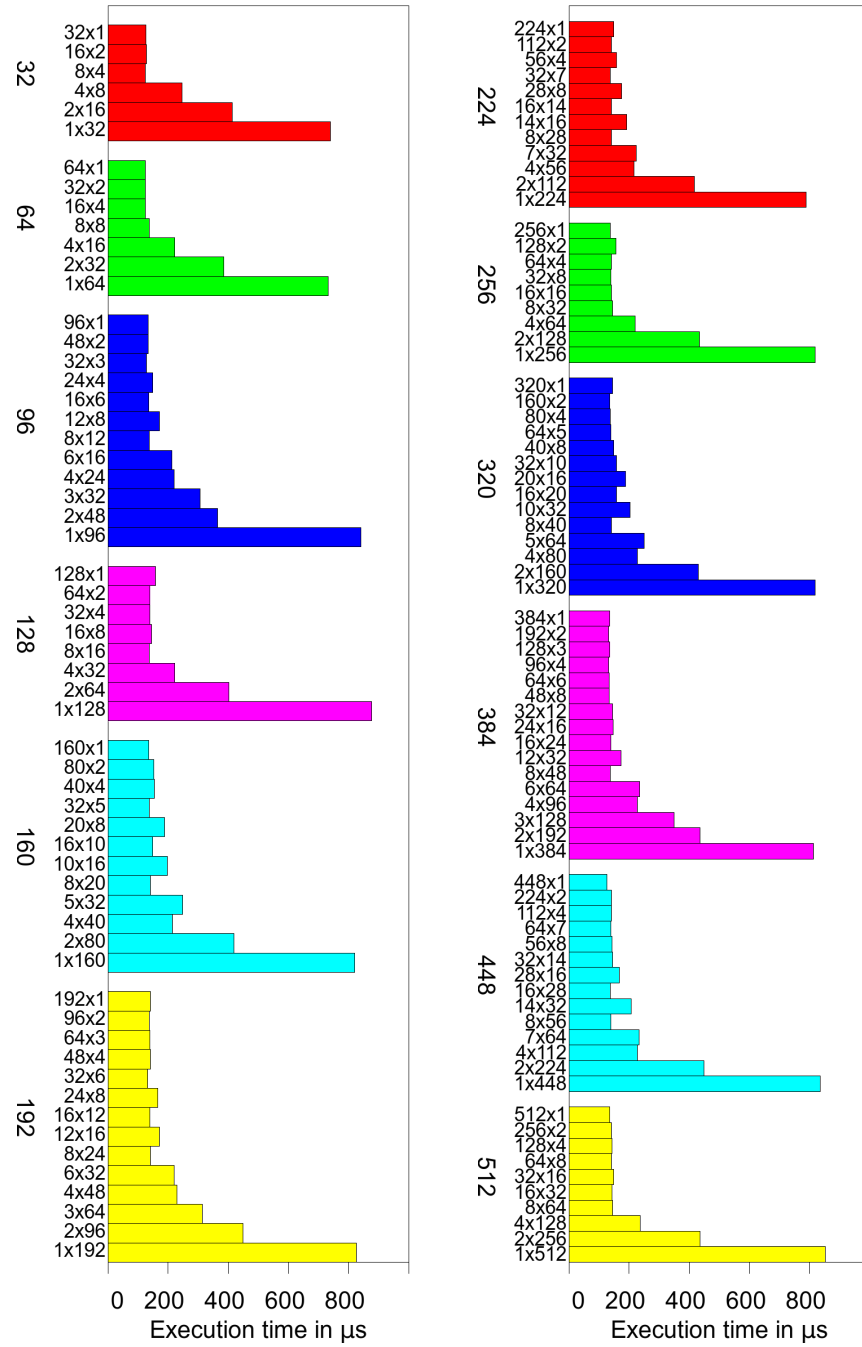 32
32x1
16x2
8x4
4x8
2x16
1x32
64
64x1
32x2
16x4
8x8
4x16
2x32
1x64
96
96x1
48x2
32x3
24x4
16x6
12x8
8x12
6x16
4x24
3x32
2x48
1x96
128
128x1
64x2
32x4
16x8
8x16
4x32
2x64
1x128
160
160x1
80x2
40x4
32x5
20x8
16x10
10x16
8x20
5x32
4x40
2x80
1x160
192
192x1
96x2
64x3
48x4
32x6
24x8
16x12
12x16
8x24
6x32
4x48
3x64
2x96
1x192
0 200 400 600 800
Execution time in µs
224
224x1
112x2
56x4
32x7
28x8
16x14
14x16
8x28
7x32
4x56
2x112
1x224
256
256x1
128x2
64x4
32x8
16x16
8x32
4x64
2x128
1x256
320
320x1
160x2
80x4
64x5
40x8
32x10
20x16
16x20
10x32
8x40
5x64
4x80
2x160
1x320
384
384x1
192x2
128x3
96x4
64x6
48x8
32x12
24x16
16x24
12x32
8x48
6x64
4x96
3x128
2x192
1x384
448
448x1
224x2
112x4
64x7
56x8
32x14
28x16
16x28
14x32
8x56
7x64
4x112
2x224
1x448
512
512x1
256x2
128x4
64x8
32x16
16x32
8x64
4x128
2x256
1x512
0 200 400 600 800
Execution time in µs